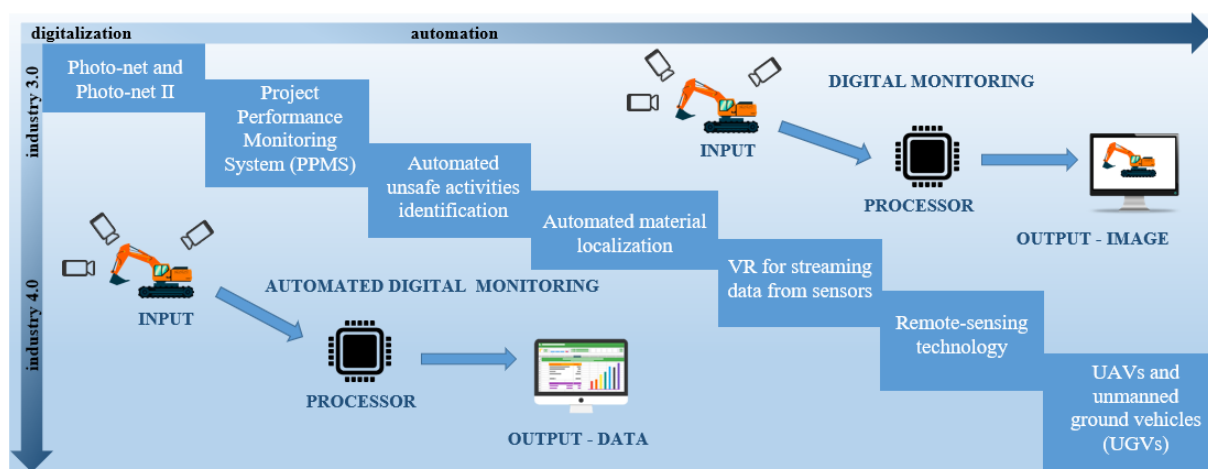 digitalization
automation
industry 3.0
industry 4.0
Photo-net and
Photo-net II
Project
Performance
Monitoring
System (PPMS)
Automated
unsafe activities
identification
Automated material
localization
VR for streaming
data from sensors
Remote-sensing
technology
UAVs and
unmanned
ground vehicles
(UGVs)
DIGITAL MONITORING
INPUT
PROCESSOR
OUTPUT - IMAGE
AUTOMATED DIGITAL MONITORING
INPUT
PROCESSOR
OUTPUT - DATA